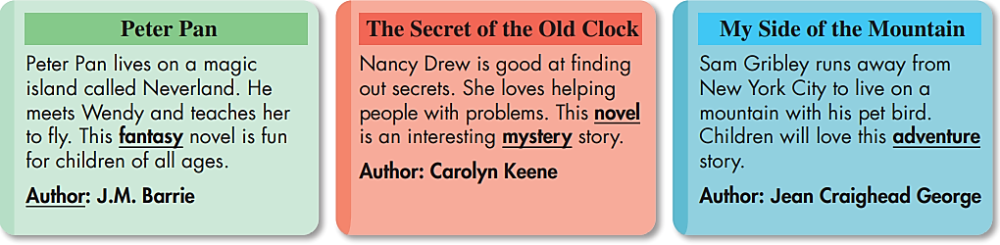 Peter Pan
Peter Pan lives on a magic
island called Neverland. He
meets Wendy and teaches her
to fly. This fantasy novel is fun
for children of all ages.
Author: J.M. Barrie
The Secret of the Old Clock
Nancy Drew is good at finding
out secrets. She loves helping
people with problems. This novel
is an interesting mystery story.
Author: Carolyn Keene
My Side of the Mountain
Sam Gribley runs away from
New York City to live on a
mountain with his pet bird.
Children will love this adventure
story.
Author: Jean Craighead George